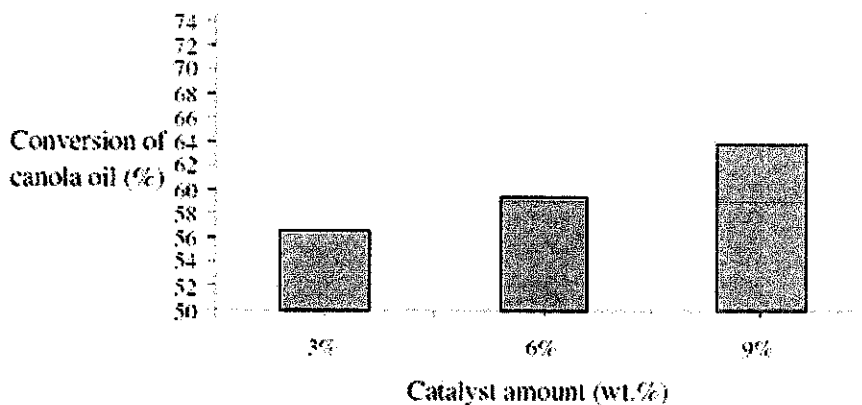 74
72
70
68
66
Conversion of 64
62
canola oil (%) 60
58
56
54
52
50
3% 6% 9%
Catalyst amount (wt.%)